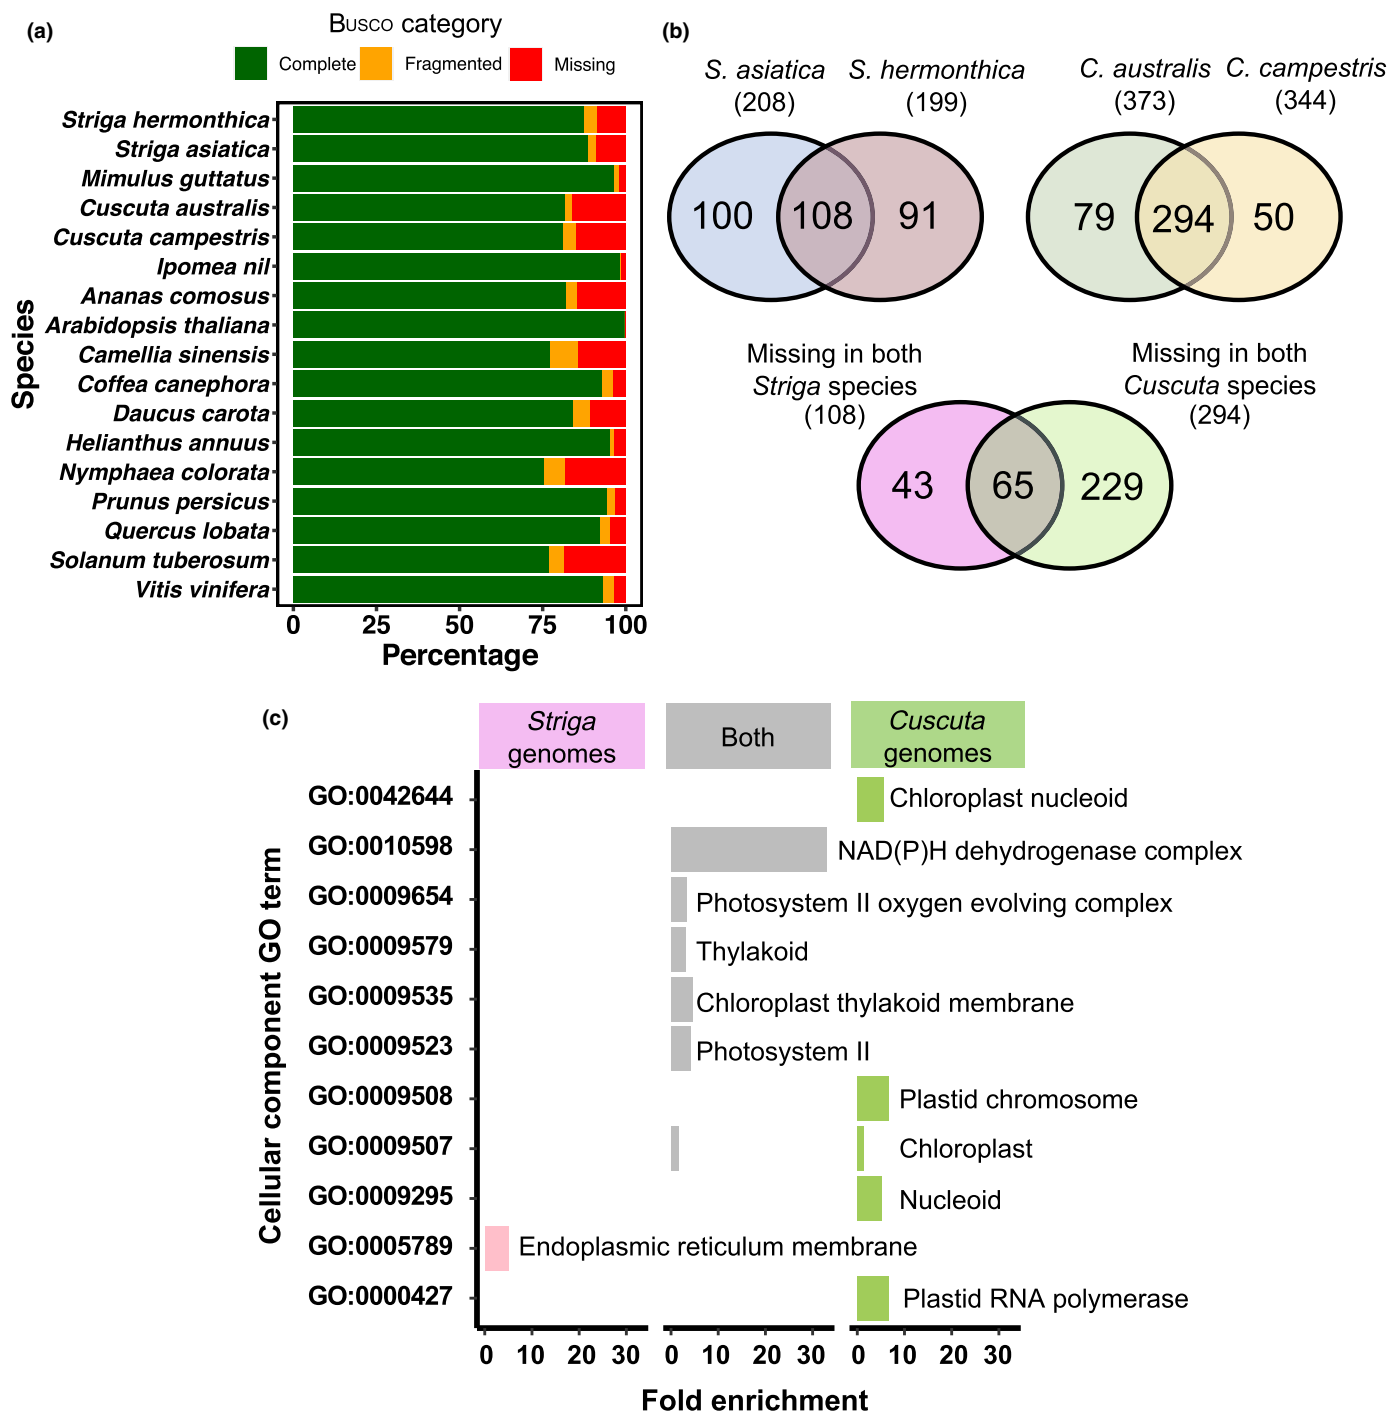 (a)
BUSCO category
Complete
Fragmented
Missing
Species
Striga hermonthica
Striga asiatica
Mimulus guttatus
Cuscuta australis
Cuscuta campestris
Ipomea nil
Ananas comosus
Arabidopsis thaliana
Camellia sinensis
Coffea canephora
Daucus carota
Helianthus annuus
Nymphaea colorata
Prunus persicus
Quercus lobata
Solanum tuberosum
Vitis vinifera
0 25 50 75 100
Percentage
(b)
S. asiatica
(208)
S. hermonthica
(199)
100 108 91
C. australis
(373)
C. campestris
(344)
79 294 50
Missing in both
Striga species
(108)
Missing in both
Cuscuta species
(294)
43 65 229
(c)
Striga
genomes
Both
Cuscuta
genomes
Cellular component GO term
GO:0042644 Chloroplast nucleoid
GO:0010598 NAD(P)H dehydrogenase complex
GO:0009654 Photosystem II oxygen evolving complex
GO:0009579 Thylakoid
GO:0009535 Chloroplast thylakoid membrane
GO:0009523 Photosystem II
GO:0009508 Plastid chromosome
GO:0009507 Chloroplast
GO:0009295 Nucleoid
GO:0005789 Endoplasmic reticulum membrane
GO:0000427 Plastid RNA polymerase
0 10 20 30 0 10 20 30 0 10 20 30
Fold enrichment